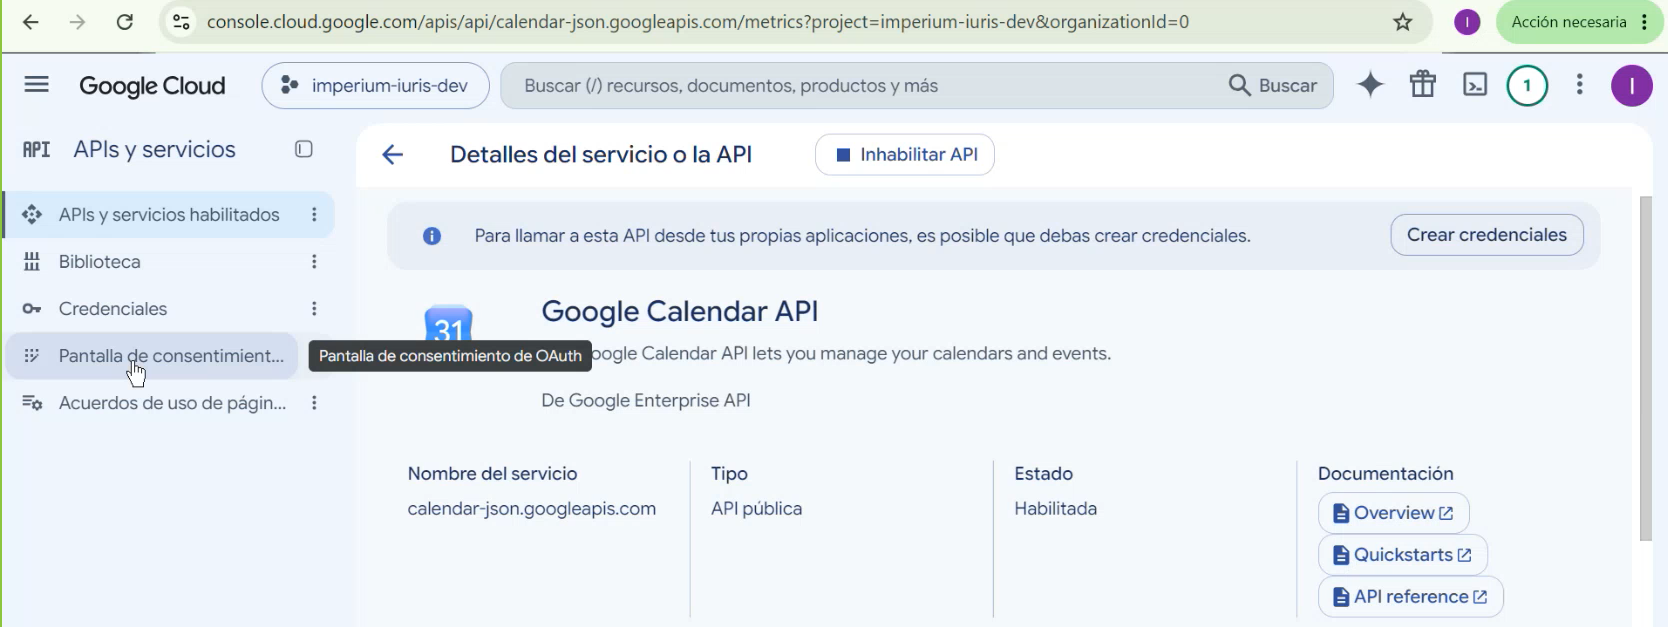 console.cloud.google.com/apis/api/calendar-json.googleapis.com/metrics?project=imperium-iuris-dev&organizationId=0
I
Acción necesaria
Google Cloud
imperium-iuris-dev
Buscar (/) recursos, documentos, productos y más
Buscar
1
I
API
APIs y servicios
Detalles del servicio o la API
Inhabilitar API
APIs y servicios habilitados
Biblioteca
Credenciales
Pantalla de consentimient...
Acuerdos de uso de págin...
Pantalla de consentimiento de OAuth
Para llamar a esta API desde tus propias aplicaciones, es posible que debas crear credenciales.
Crear credenciales
31
Google Calendar API
oogle Calendar API lets you manage your calendars and events.
De Google Enterprise API
Nombre del servicio
calendar-json.googleapis.com
Tipo
API pública
Estado
Habilitada
Documentación
Overview
Quickstarts
API reference